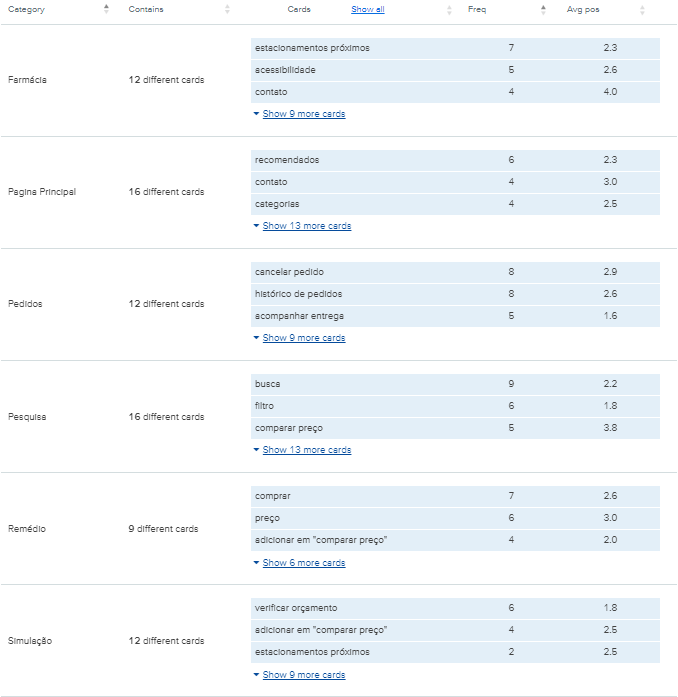 Category Contains Cards Show all Freq Avg pos
Farmácia 12 different cards
estacionamentos próximos 7 2.3
acessibilidade 5 2.6
contato 4 4.0
Show 9 more cards
Pagina Principal 16 different cards
recomendados 6 2.3
contato 4 3.0
categorias 4 2.5
Show 13 more cards
Pedidos 12 different cards
cancelar pedido 8 2.9
histórico de pedidos 8 2.6
acompanhar entrega 5 1.6
Show 9 more cards
Pesquisa 16 different cards
busca 9 2.2
filtro 6 1.8
comparar preço 5 3.8
Show 13 more cards
Remédio 9 different cards
comprar 7 2.6
preço 6 3.0
adicionar em "comparar preço" 4 2.0
Show 6 more cards
Simulação 12 different cards
verificar orçamento 6 1.8
adicionar em "comparar preço" 4 2.5
estacionamentos próximos 2 2.5
Show 9 more cards